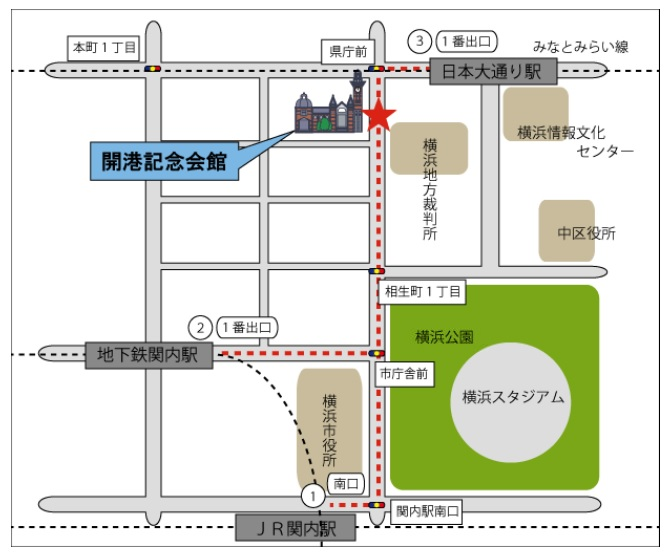 本町１丁目
県庁前
3
１番出口
みなとみらい線
日本大通り駅
開港記念会館
横浜地方裁判所
横浜情報文化
センター
中区役所
相生町１丁目
2
１番出口
地下鉄関内駅
市庁舎前
横浜公園
横浜スタジアム
横浜市役所
1
南口
関内駅南口
ＪＲ関内駅